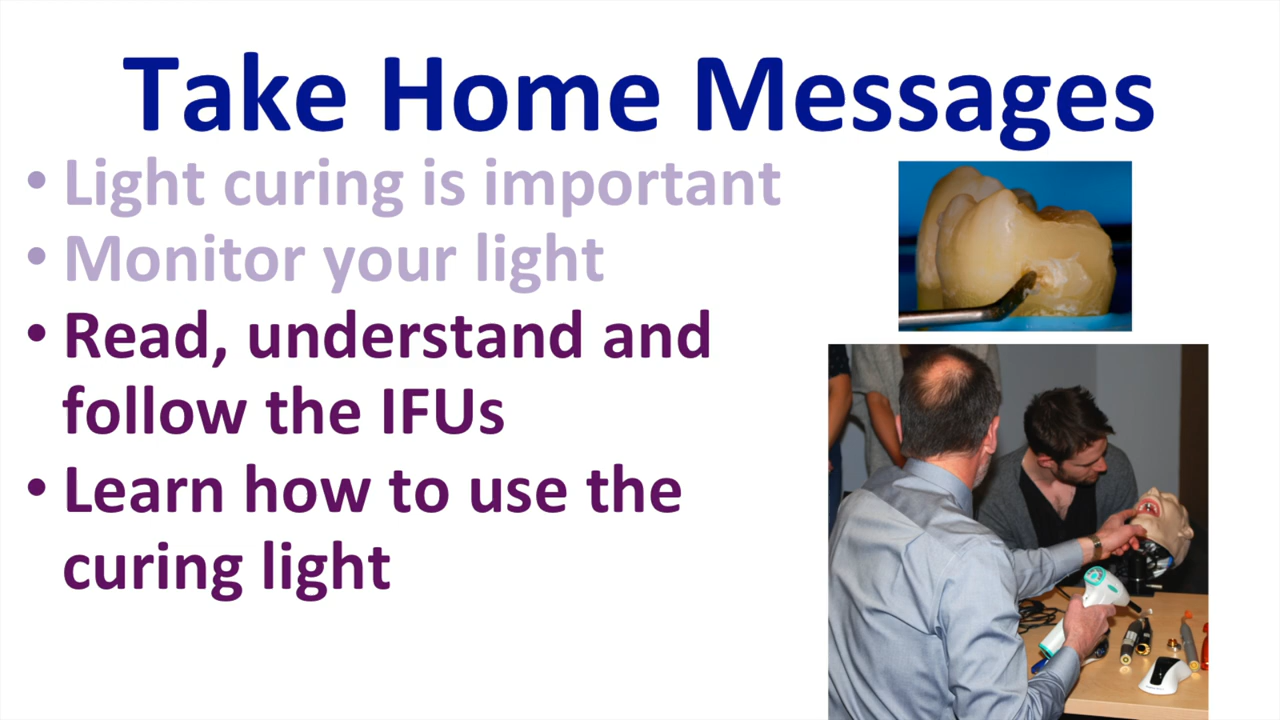 Take Home Messages
• Light curing is important
• Monitor your light
• Read, understand and
follow the IFUs
• Learn how to use the
curing light